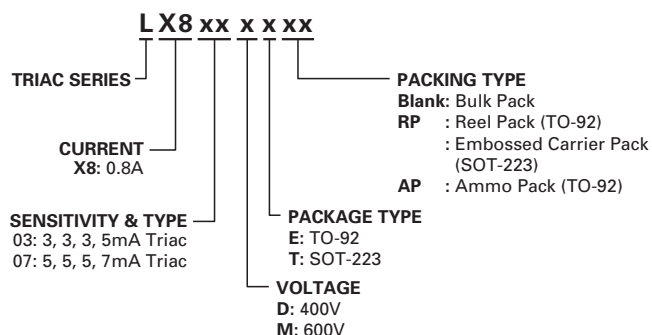 L X8 xx x x xx
TRIAC SERIES
CURRENT
X8: 0.8A
SENSITIVITY & TYPE
03: 3, 3, 3, 5mA Triac
07: 5, 5, 5, 7mA Triac
PACKING TYPE
Blank: Bulk Pack
RP : Reel Pack (TO-92)
: Embossed Carrier Pack
(SOT-223)
AP : Ammo Pack (TO-92)
PACKAGE TYPE
E: TO-92
T: SOT-223
VOLTAGE
D: 400V
M: 600V